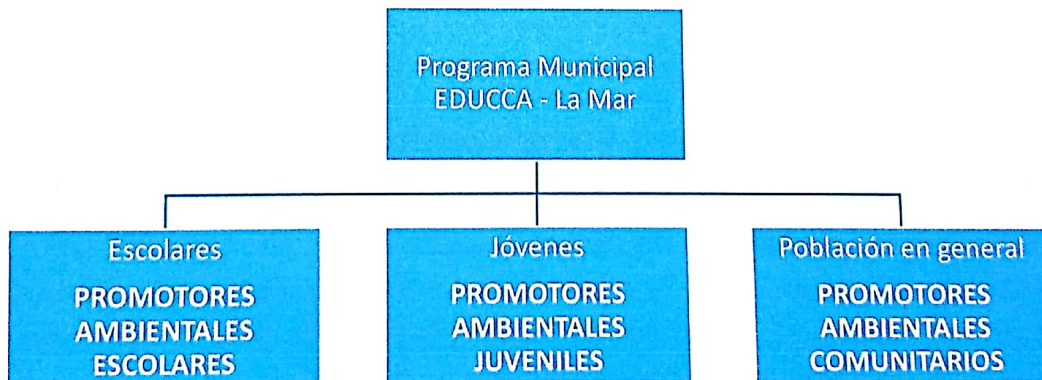 Programa Municipal
EDUCCA - La Mar
Escolares
PROMOTORES
AMBIENTALES
ESCOLARES
Jóvenes
PROMOTORES
AMBIENTALES
JUVENILES
Población en general
PROMOTORES
AMBIENTALES
COMUNITARIOS